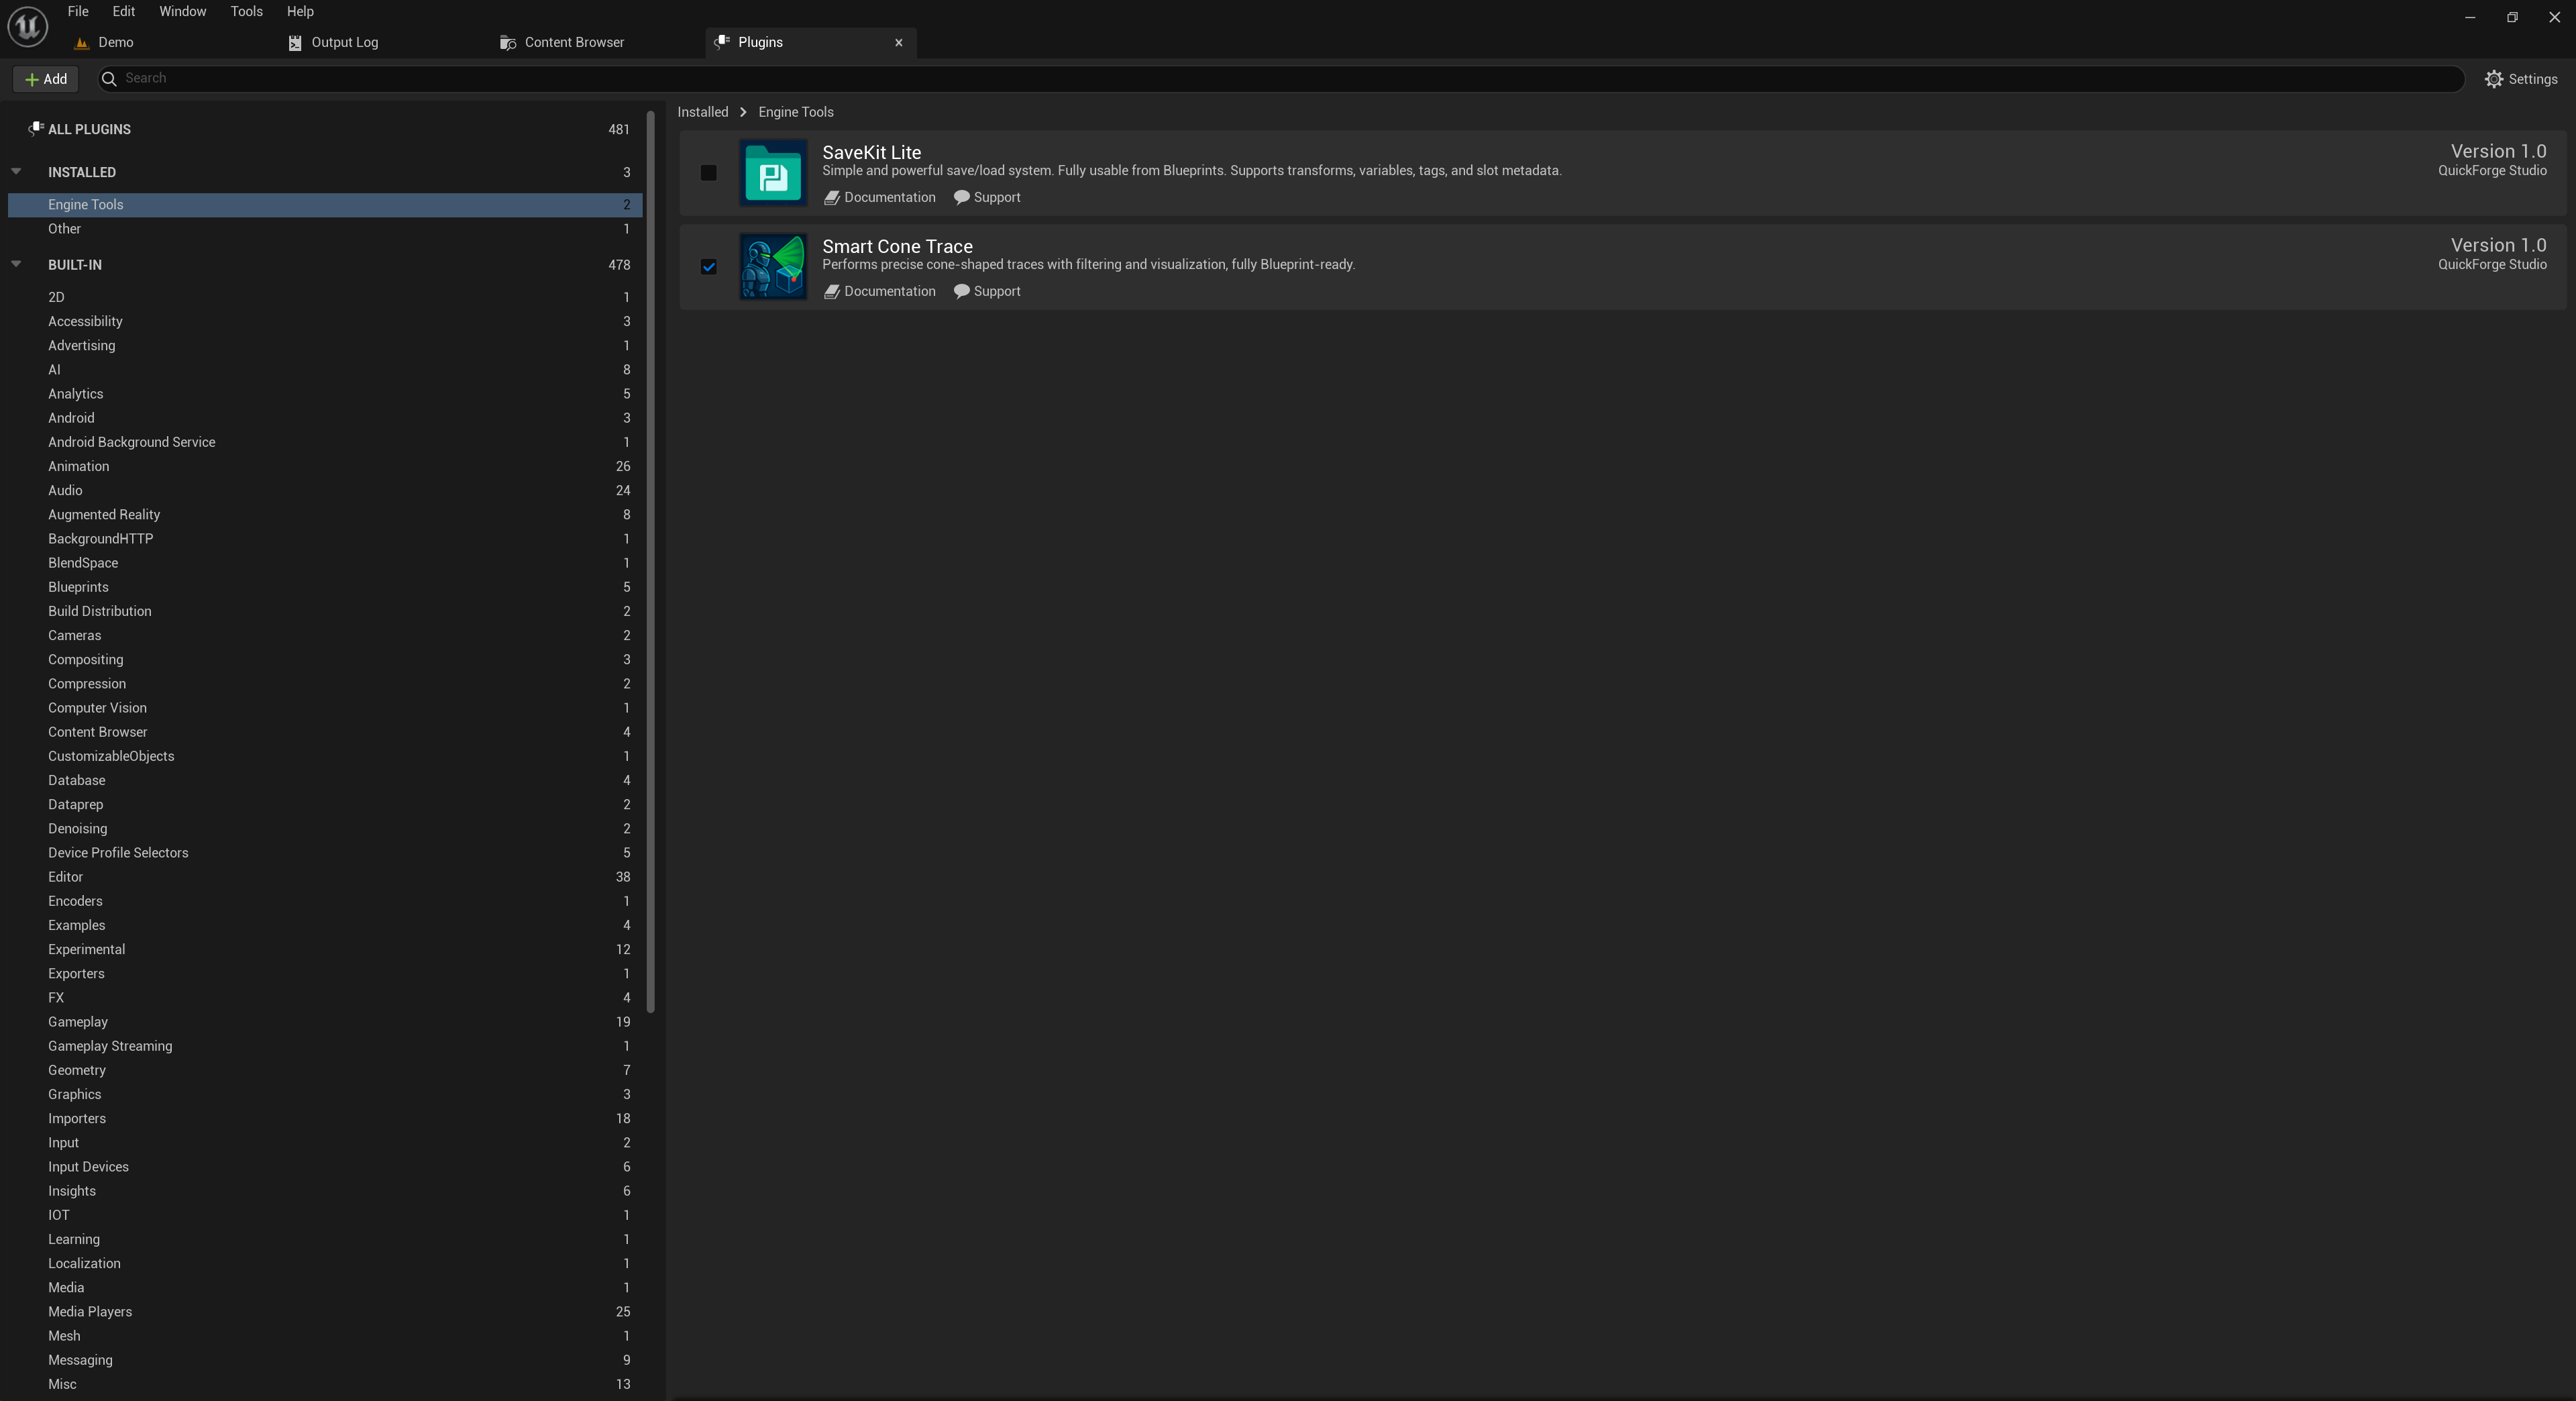 File Edit Window Tools Help
Demo Output Log Content Browser Plugins
Add Search Settings
ALL PLUGINS 481
INSTALLED 3
Engine Tools 2
Other 1
BUILT-IN 478
2D 1
Accessibility 3
Advertising 1
AI 8
Analytics 5
Android 3
Android Background Service 1
Animation 26
Audio 24
Augmented Reality 8
BackgroundHTTP 1
BlendSpace 1
Blueprints 5
Build Distribution 2
Cameras 2
Compositing 3
Compression 2
Computer Vision 1
Content Browser 4
CustomizableObjects 1
Database 4
Dataprep 2
Denoising 2
Device Profile Selectors 5
Editor 38
Encoders 1
Examples 4
Experimental 12
Exporters 1
FX 4
Gameplay 19
Gameplay Streaming 1
Geometry 7
Graphics 3
Importers 18
Input 2
Input Devices 6
Insights 6
IOT 1
Learning 1
Localization 1
Media 1
Media Players 25
Mesh 1
Messaging 9
Misc 13
Installed > Engine Tools
SaveKit Lite Version 1.0
Simple and powerful save/load system. Fully usable from Blueprints. Supports transforms, variables, tags, and slot metadata. QuickForge Studio
Documentation Support
Smart Cone Trace Version 1.0
Performs precise cone-shaped traces with filtering and visualization, fully Blueprint-ready. QuickForge Studio
Documentation Support